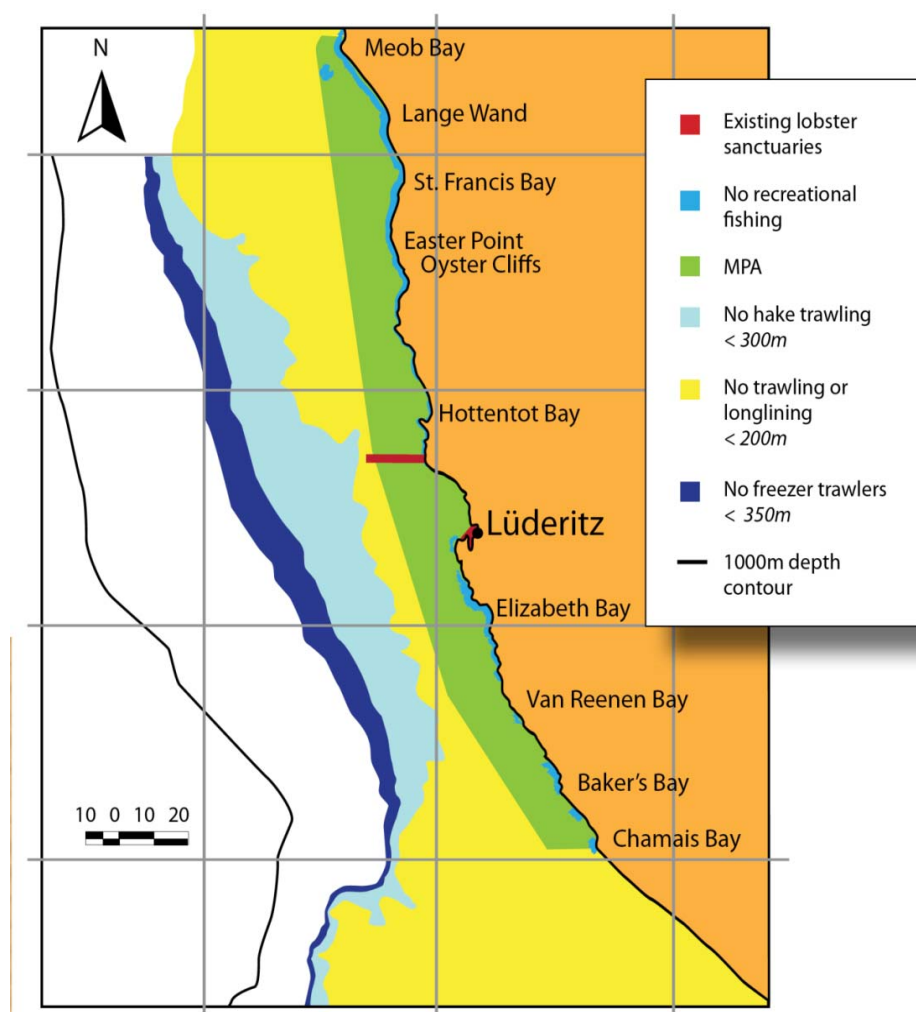 N
Meob Bay
Lange Wand
St. Francis Bay
Easter Point
Oyster Cliffs
Hottentot Bay
Lüderitz
Elizabeth Bay
Van Reenen Bay
Baker's Bay
Chamais Bay
10 0 10 20
Existing lobster
sanctuaries
No recreational
fishing
MPA
No hake trawling
< 300m
No trawling or
longlining
< 200m
No freezer trawlers
< 350m
1000m depth
contour